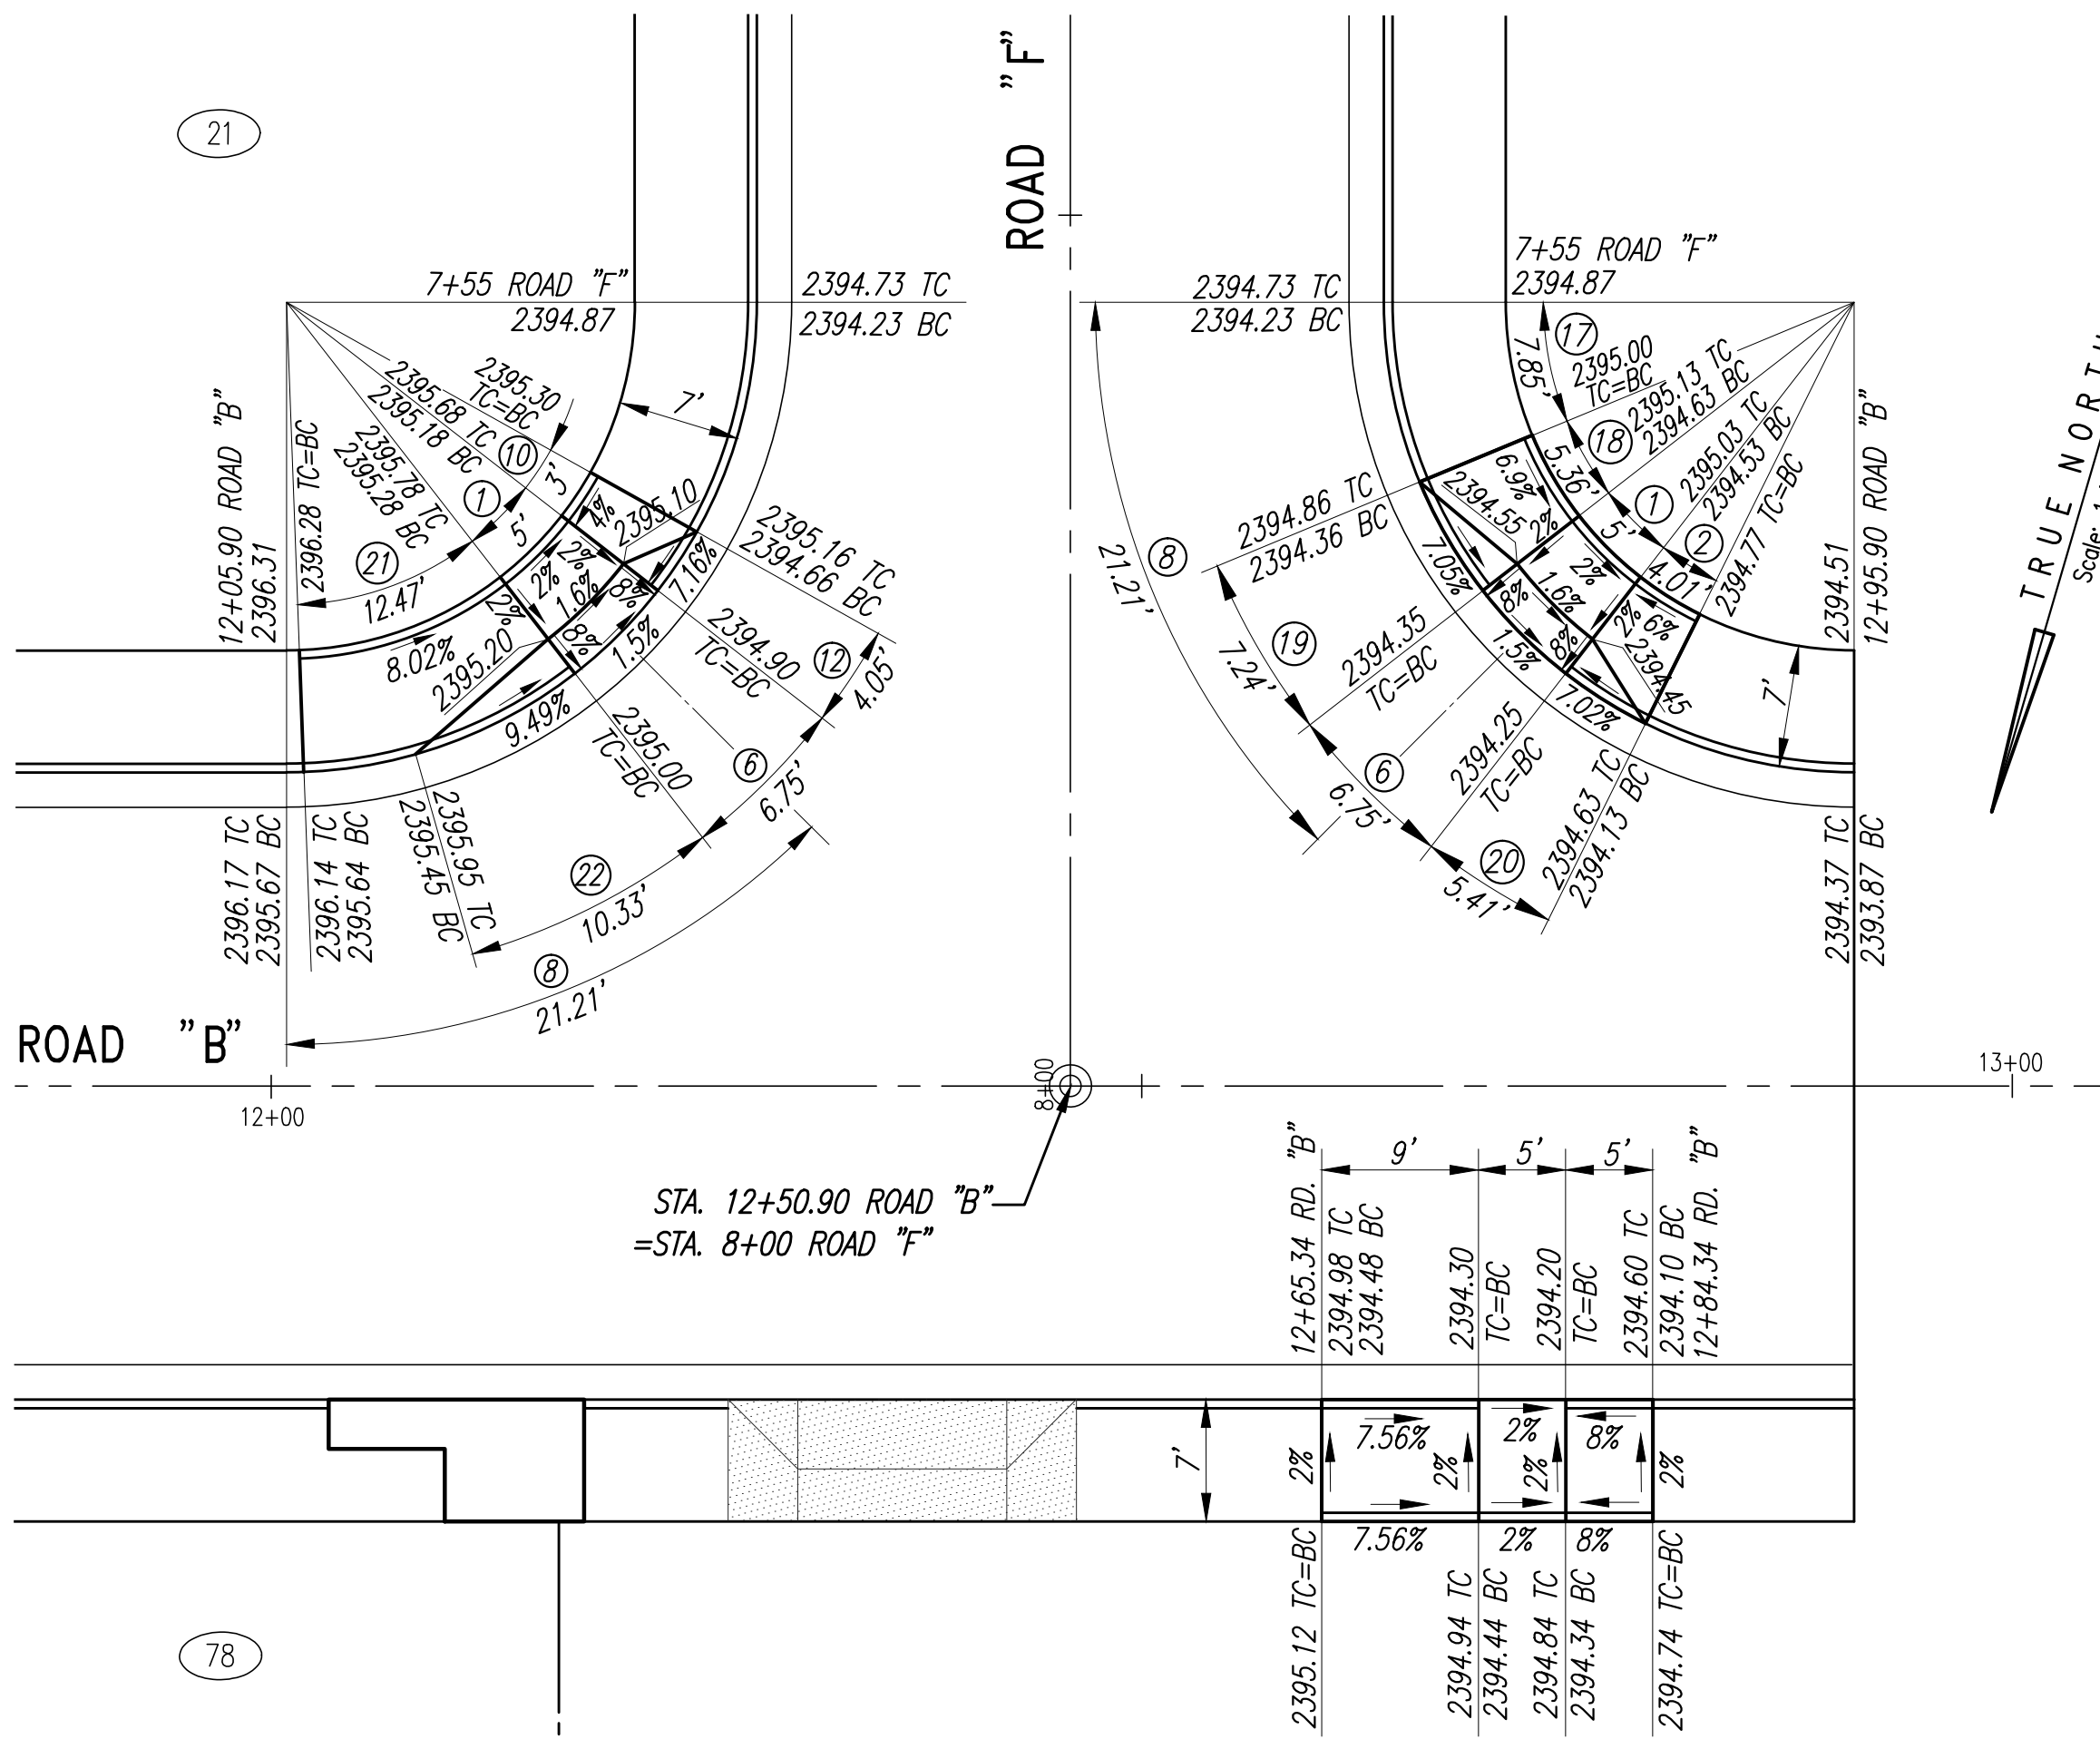 21
ROAD "F"
7+55 ROAD "F"
2394.87
2394.73 TC
2394.23 BC
2394.73 TC
2394.23 BC
7+55 ROAD "F"
2394.87
12+05.90 ROAD "B"
2396.31
2396.28 TC=BC
2395.78 TC
2395.28 BC
2395.68 TC
2395.18 BC
2395.30
TC=BC
10
3'
1
5'
21
12.47'
7'
4%
2395.10
2%
2%
1.6%
8%
7.16%
2%
8%
1.5%
8.02%
2395.20
9.49%
2395.16 TC
2394.66 BC
2394.90
TC=BC
12
4.05'
2395.00
TC=BC
6
6.75'
2395.95 TC
2395.45 BC
22
10.33'
8
21.21'
2396.17 TC
2395.67 BC
2396.14 TC
2395.64 BC
17
7.85'
2395.00
TC=BC
18
5.36'
2395.13 TC
2394.63 BC
2395.03 TC
2394.53 BC
1
5'
2
4.01'
2394.77 TC=BC
6.9%
2394.55
2%
2%
1.6%
8%
7.05%
8%
1.5%
2%
6%
2394.45
7.02%
7'
2394.51
12+95.90 ROAD "B"
8
21.21'
2394.86 TC
2394.36 BC
19
7.24'
2394.35
TC=BC
6
6.75'
2394.25
TC=BC
20
5.41'
2394.63 TC
2394.13 BC
2394.37 TC
2393.87 BC
TRUE NORTH
ROAD "B"
12+00
8+00
13+00
STA. 12+50.90 ROAD "B"
=STA. 8+00 ROAD "F"
9'
5'
5'
12+65.34 RD. "B"
2394.98 TC
2394.48 BC
2394.30
TC=BC
2394.20
TC=BC
2394.60 TC
2394.10 BC
12+84.34 RD. "B"
7'
2%
7.56%
2%
2%
2%
8%
2%
7.56%
2%
8%
2395.12 TC=BC
2394.94 TC
2394.44 BC
2394.84 TC
2394.34 BC
2394.74 TC=BC
78